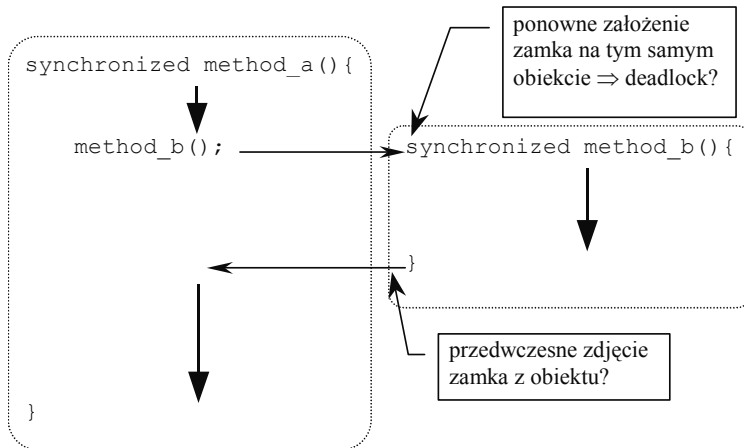 ponowne założenie
zamka na tym samym
obiekcie ⇒ deadlock?
synchronized method_a(){
method_b();
synchronized method_b(){
}
przedwczesne zdjęcie
zamka z obiektu?
}